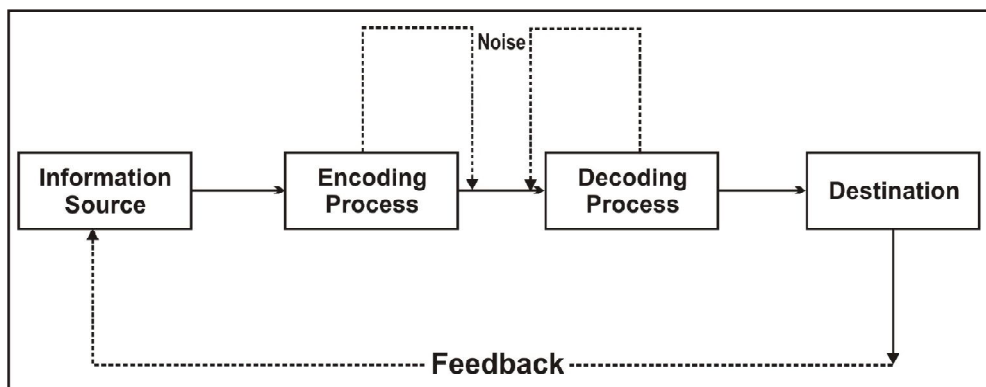 Noise
Information
Source
Encoding
Process
Decoding
Process
Destination
Feedback